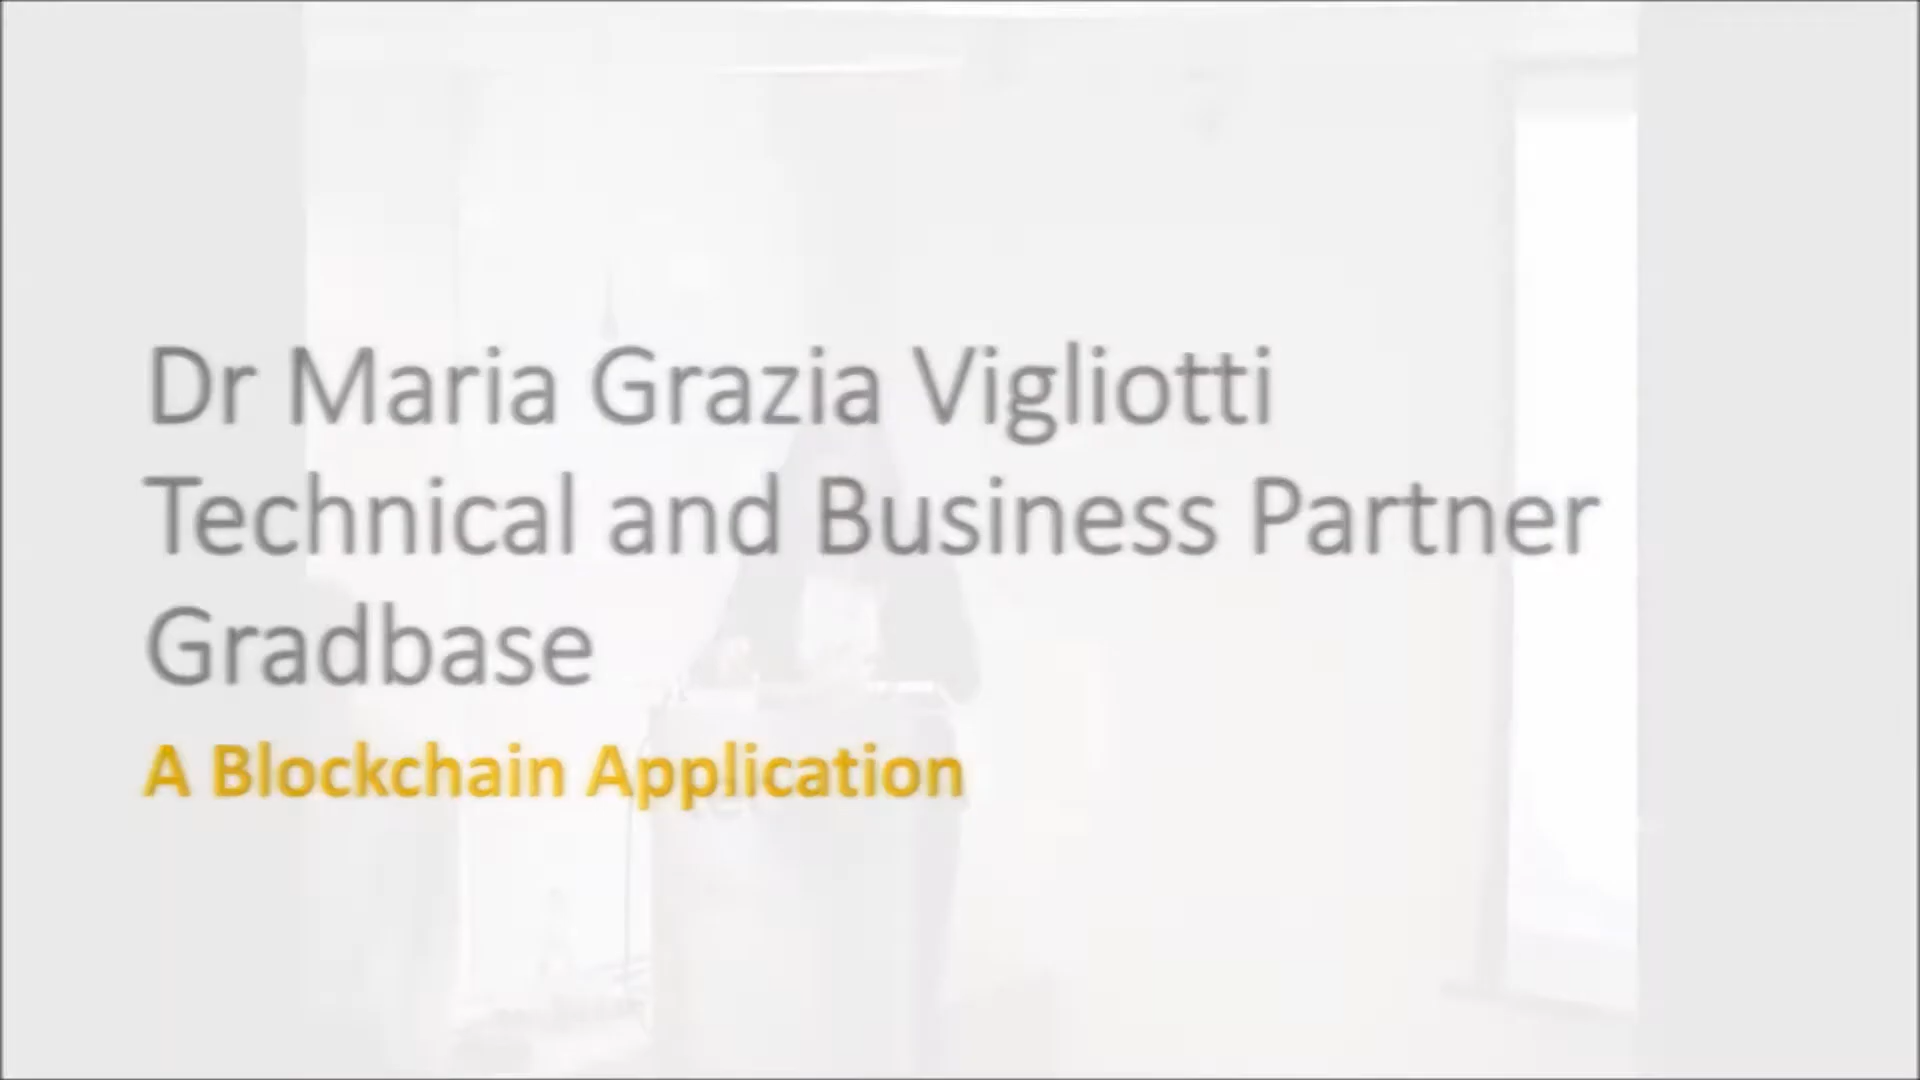 Dr Maria Grazia Vigliotti
Technical and Business Partner
Gradbase
A Blockchain Application